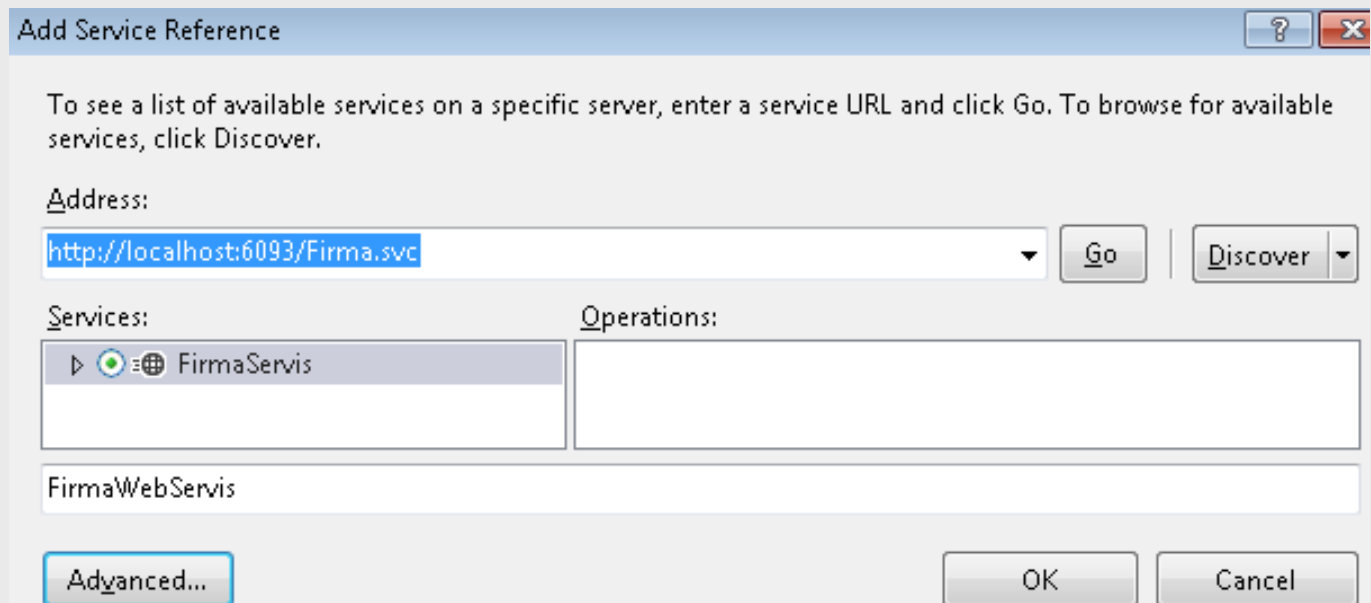 Add Service Reference
To see a list of available services on a specific server, enter a service URL and click Go. To browse for available
services, click Discover.
Address:
http://localhost:6093/Firma.svc
Go
Discover
Services:
Operations:
FirmaServis
FirmaWebServis
Advanced...
OK
Cancel